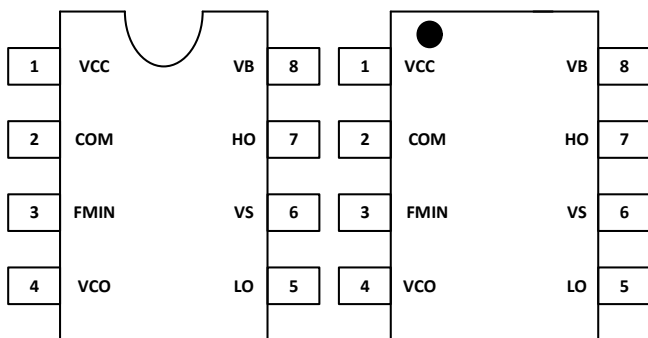 1 VCC VB 8 1 VCC VB 8
2 COM HO 7 2 COM HO 7
3 FMIN VS 6 3 FMIN VS 6
4 VCO LO 5 4 VCO LO 5